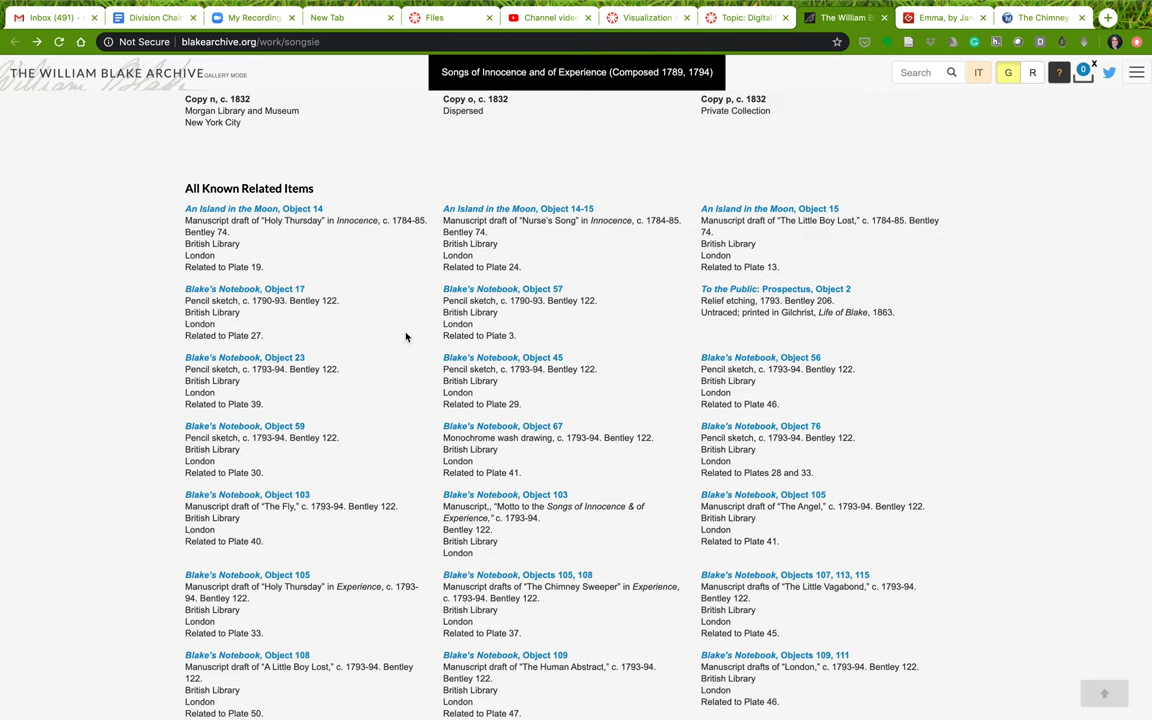 Inbox (491) -
Division Chai
My Recording
New Tab
Files
Channel vide
Visualization
Topic: Digital
The William B
Emma, by Jan
The Chimney
Not Secure
blakearchive.org/work/songsie
THE WILLIAM BLAKE ARCHIVE GALLERY MODE
Songs of Innocence and of Experience (Composed 1789, 1794)
Search
IT
G
R
?
0
x
Copy n, c. 1832
Morgan Library and Museum
New York City
Copy o, c. 1832
Dispersed
Copy p, c. 1832
Private Collection
All Known Related Items
An Island in the Moon, Object 14
Manuscript draft of "Holy Thursday" in Innocence, c. 1784-85.
Bentley 74.
British Library
London
Related to Plate 19.
An Island in the Moon, Object 14-15
Manuscript draft of "Nurse's Song" in Innocence, c. 1784-85.
Bentley 74.
British Library
London
Related to Plate 24.
An Island in the Moon, Object 15
Manuscript draft of "The Little Boy Lost," c. 1784-85. Bentley
74.
British Library
London
Related to Plate 13.
Blake's Notebook, Object 17
Pencil sketch, c. 1790-93. Bentley 122.
British Library
London
Related to Plate 27.
Blake's Notebook, Object 57
Pencil sketch, c. 1790-93. Bentley 122.
British Library
London
Related to Plate 3.
To the Public: Prospectus, Object 2
Relief etching, 1793. Bentley 206.
Untraced; printed in Gilchrist, Life of Blake, 1863.
Blake's Notebook, Object 23
Pencil sketch, c. 1793-94. Bentley 122.
British Library
London
Related to Plate 39.
Blake's Notebook, Object 45
Pencil sketch, c. 1793-94. Bentley 122.
British Library
London
Related to Plate 29.
Blake's Notebook, Object 56
Pencil sketch, c. 1793-94. Bentley 122.
British Library
London
Related to Plate 46.
Blake's Notebook, Object 59
Pencil sketch, c. 1793-94. Bentley 122.
British Library
London
Related to Plate 30.
Blake's Notebook, Object 67
Monochrome wash drawing, c. 1793-94. Bentley 122.
British Library
London
Related to Plate 41.
Blake's Notebook, Object 76
Pencil sketch, c. 1793-94. Bentley 122.
British Library
London
Related to Plates 28 and 33.
Blake's Notebook, Object 103
Manuscript draft of "The Fly," c. 1793-94. Bentley 122.
British Library
London
Related to Plate 40.
Blake's Notebook, Object 103
Manuscript,, "Motto to the Songs of Innocence & of
Experience," c. 1793-94.
Bentley 122.
British Library
London
Blake's Notebook, Object 105
Manuscript draft of "The Angel," c. 1793-94. Bentley 122.
British Library
London
Related to Plate 41.
Blake's Notebook, Object 105
Manuscript draft of "Holy Thursday" in Experience, c. 1793-
94. Bentley 122.
British Library
London
Related to Plate 33.
Blake's Notebook, Objects 105, 108
Manuscript drafts of "The Chimney Sweeper" in Experience,
c. 1793-94. Bentley 122.
British Library
London
Related to Plate 37.
Blake's Notebook, Objects 107, 113, 115
Manuscript drafts of "The Little Vagabond," c. 1793-94.
Bentley 122.
British Library
London
Related to Plate 45.
Blake's Notebook, Object 108
Manuscript draft of "A Little Boy Lost," c. 1793-94. Bentley
122.
British Library
London
Related to Plate 50.
Blake's Notebook, Object 109
Manuscript draft of "The Human Abstract," c. 1793-94.
Bentley 122.
British Library
London
Related to Plate 47.
Blake's Notebook, Objects 109, 111
Manuscript drafts of "London," c. 1793-94. Bentley 122.
British Library
London
Related to Plate 46.